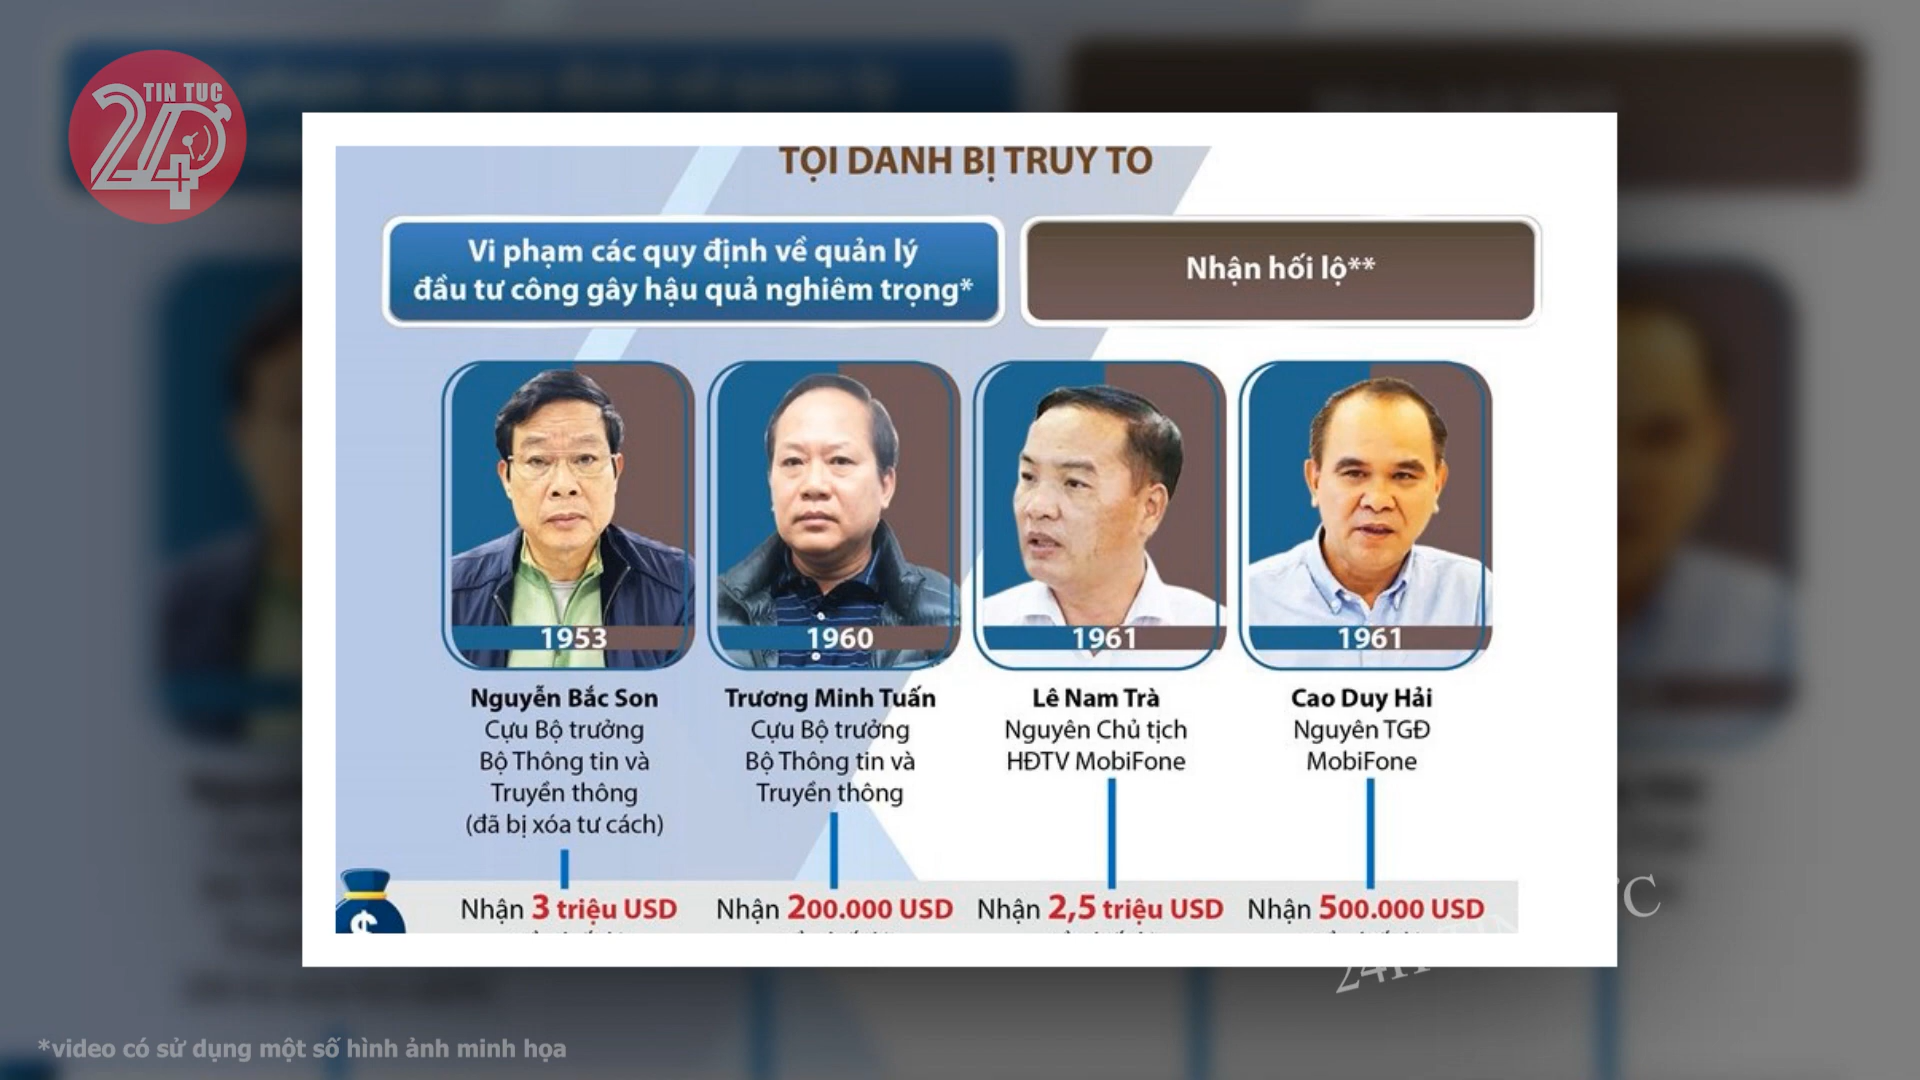 TIN TỨC
24
TỘI DANH BỊ TRUY TỐ
Vi phạm các quy định về quản lý
đầu tư công gây hậu quả nghiêm trọng*
Nhận hối lộ**
1953
1960
1961
1961
Nguyễn Bắc Son
Cựu Bộ trưởng
Bộ Thông tin và
Truyền thông
(đã bị xóa tư cách)
Trương Minh Tuấn
Cựu Bộ trưởng
Bộ Thông tin và
Truyền thông
Lê Nam Trà
Nguyên Chủ tịch
HĐTV MobiFone
Cao Duy Hải
Nguyên TGĐ
MobiFone
$
Nhận 3 triệu USD
Nhận 200.000 USD
Nhận 2,5 triệu USD
Nhận 500.000 USD
*video có sử dụng một số hình ảnh minh họa